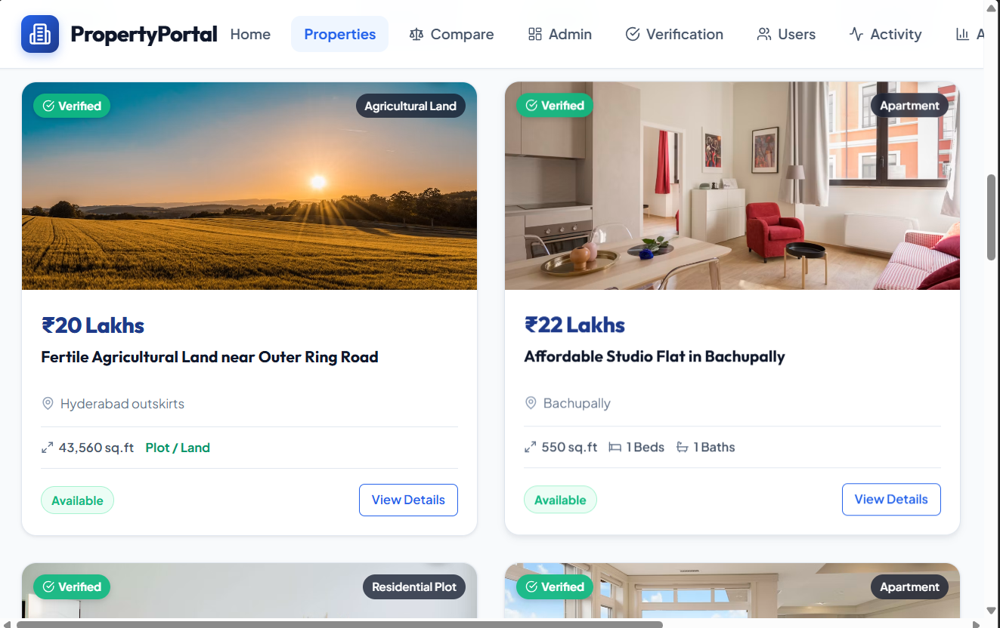 PropertyPortal Home Properties Compare Admin Verification Users Activity A
Verified Agricultural Land
₹20 Lakhs
Fertile Agricultural Land near Outer Ring Road
Hyderabad outskirts
43,560 sq.ft Plot / Land
Available View Details
Verified Apartment
₹22 Lakhs
Affordable Studio Flat in Bachupally
Bachupally
550 sq.ft 1 Beds 1 Baths
Available View Details
Verified Residential Plot
Verified Apartment